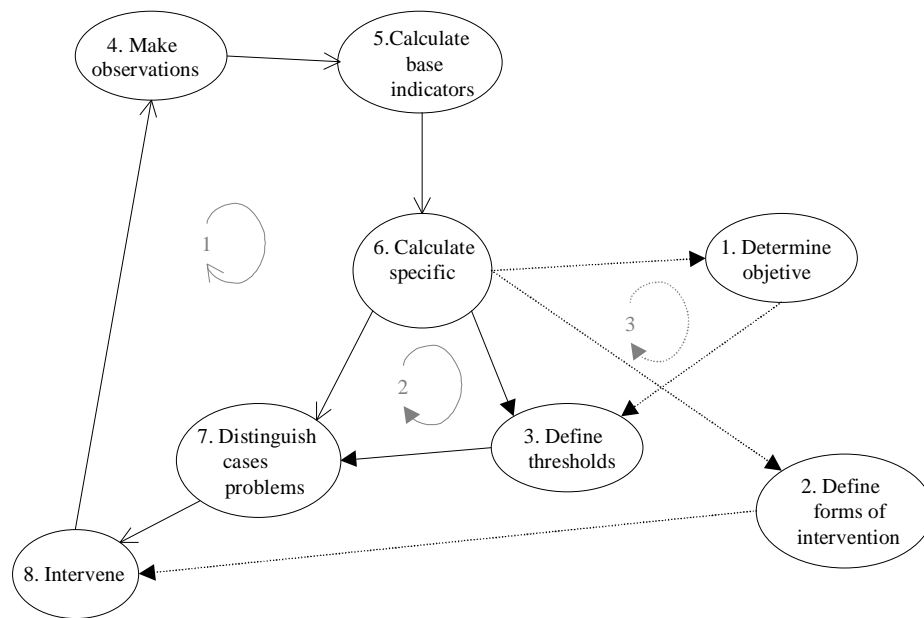 4. Make
observations
5.Calculate
base
indicators
1
6. Calculate
specific
1. Determine
objetive
3
2
7. Distinguish
cases
problems
3. Define
thresholds
2. Define
forms of
intervention
8. Intervene